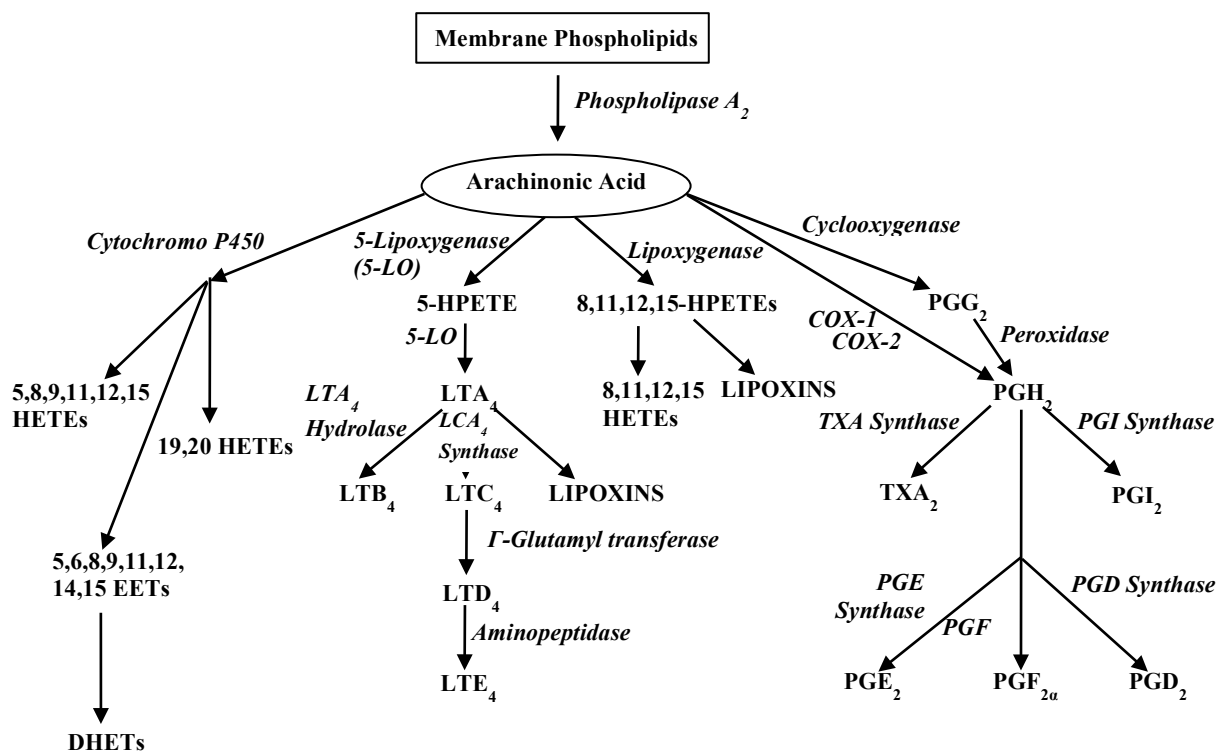 Membrane Phospholipids
Phospholipase A₂
Arachinonic Acid
Cytochromo P450
5-Lipoxygenase
(5-LO)
Lipoxygenase
Cyclooxygenase
5-HPETE
8,11,12,15-HPETEs
PGG₂
COX-1
COX-2
Peroxidase
5-LO
5,8,9,11,12,15
HETEs
19,20 HETEs
LTA₄
Hydrolase
LTA₄
LCA₄
Synthase
8,11,12,15
HETEs
LIPOXINS
PGH₂
TXA Synthase
PGI Synthase
LTB₄
LTC₄
LIPOXINS
TXA₂
PGI₂
Γ-Glutamyl transferase
5,6,8,9,11,12,
14,15 EETs
LTD₄
PGE
Synthase
PGF
PGD Synthase
Aminopeptidase
LTE₄
PGE₂
PGF₂α
PGD₂
DHETs